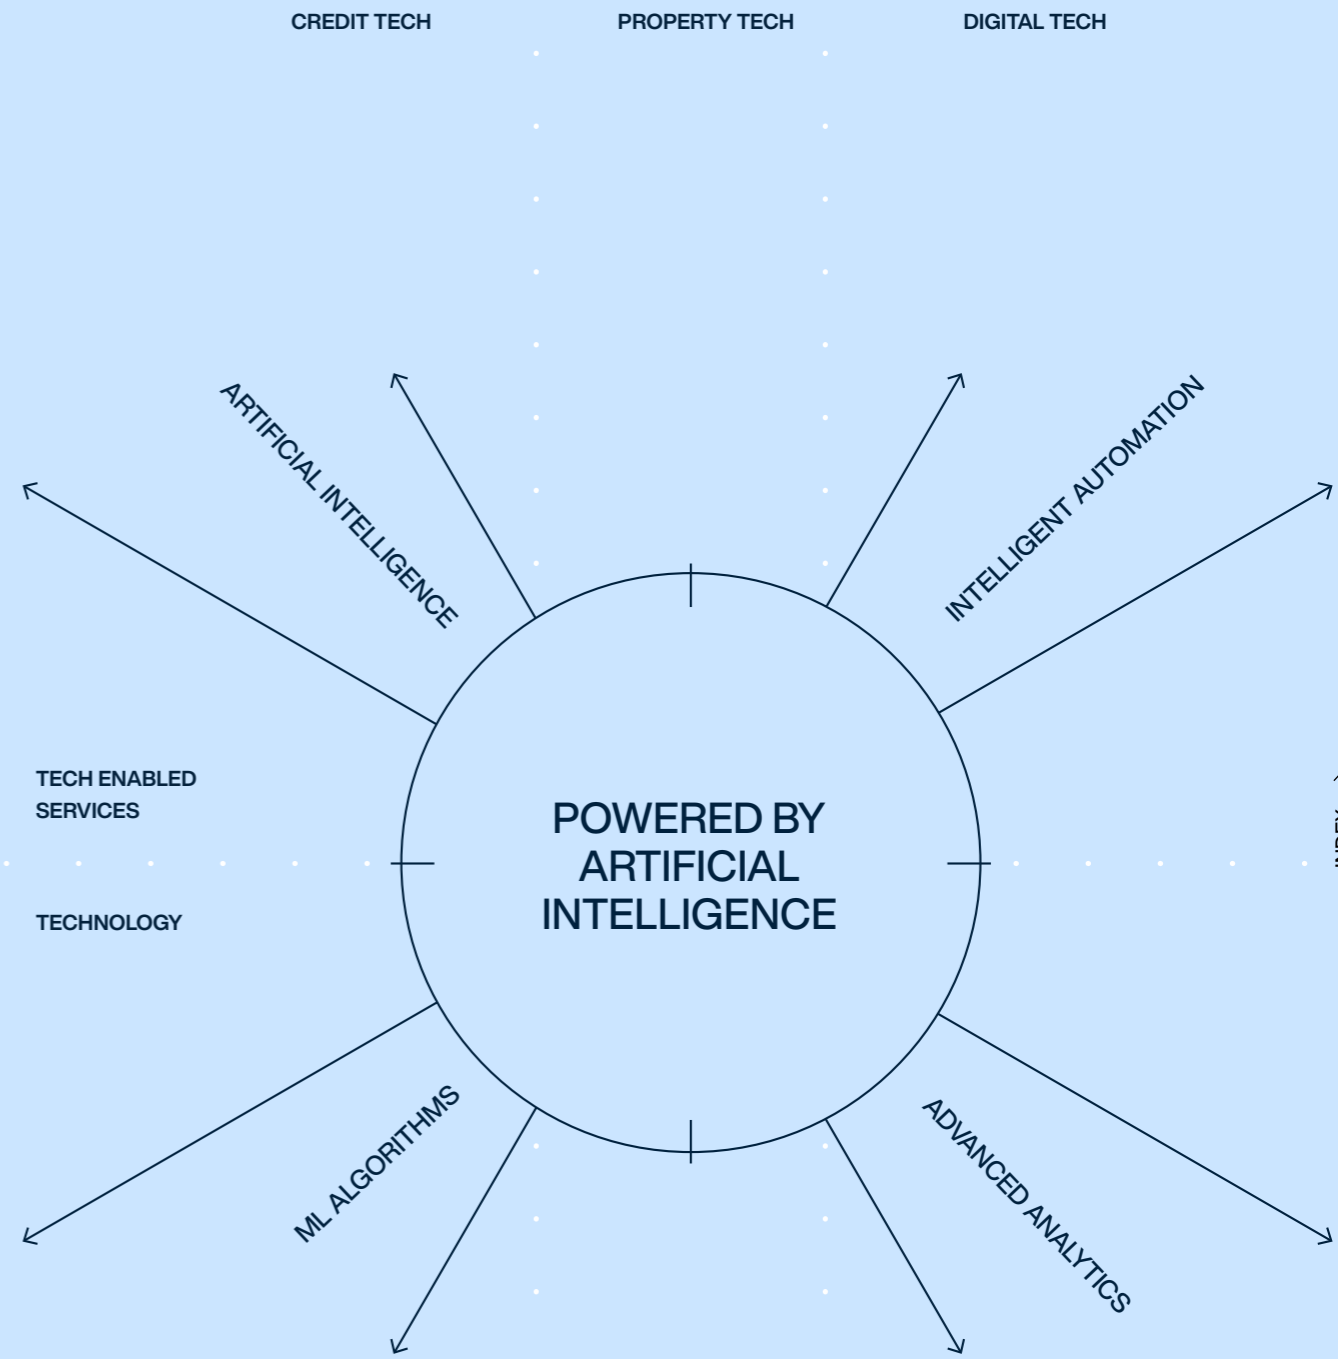 CREDIT TECH
PROPERTY TECH
DIGITAL TECH
ARTIFICIAL INTELLIGENCE
INTELLIGENT AUTOMATION
TECH ENABLED
SERVICES
POWERED BY
ARTIFICIAL
INTELLIGENCE
TECHNOLOGY
ML ALGORITHMS
ADVANCED ANALYTICS